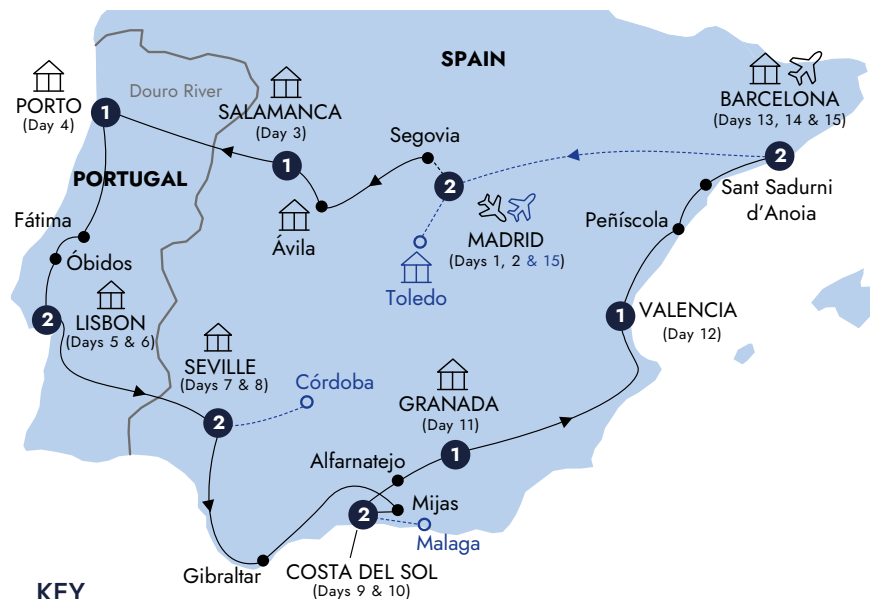 SPAIN
PORTO
(Day 4)
1
Douro River
SALAMANCA
(Day 3)
1
Segovia
2
MADRID
(Days 1, 2 & 15)
BARCELONA
(Days 13, 14 & 15)
2
Sant Sadurni
d'Anoia
PORTUGAL
Ávila
Toledo
Peñíscola
Fátima
Óbidos
2
LISBON
(Days 5 & 6)
1
VALENCIA
(Day 12)
SEVILLE
(Days 7 & 8)
2
Córdoba
GRANADA
(Day 11)
1
Alfarnatejo
Mijas
2
Malaga
Gibraltar
COSTA DEL SOL
(Days 9 & 10)
KEY